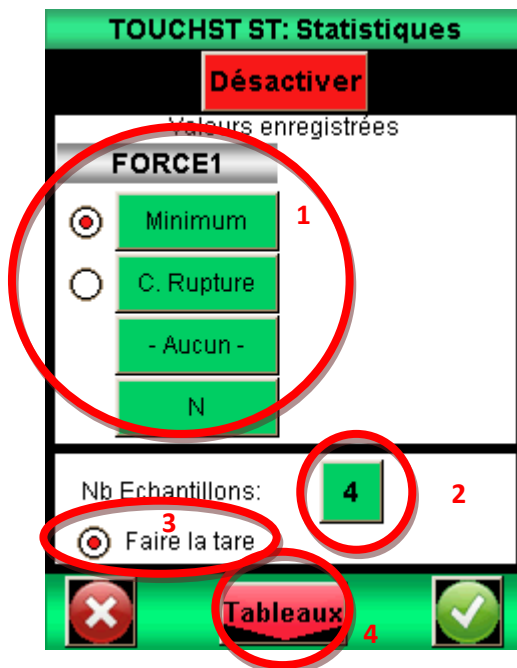 TOUCHST ST: Statistiques
Désactiver
Valeurs enregistrées
FORCE1
Minimum
1
C. Rupture
- Aucun -
N
Nb Echantillons:
4
2
3
Faire la tare
Tableaux
4